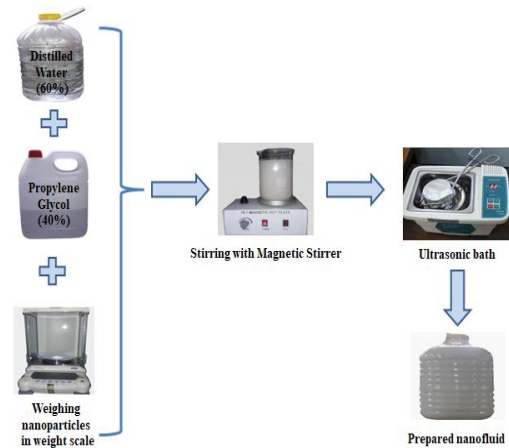 Distilled
Water
(60%)
Propylene
Glycol
(40%)
Weighing
nanoparticles
in weight scale
Stirring with Magnetic Stirrer
Ultrasonic bath
Prepared nanofluid